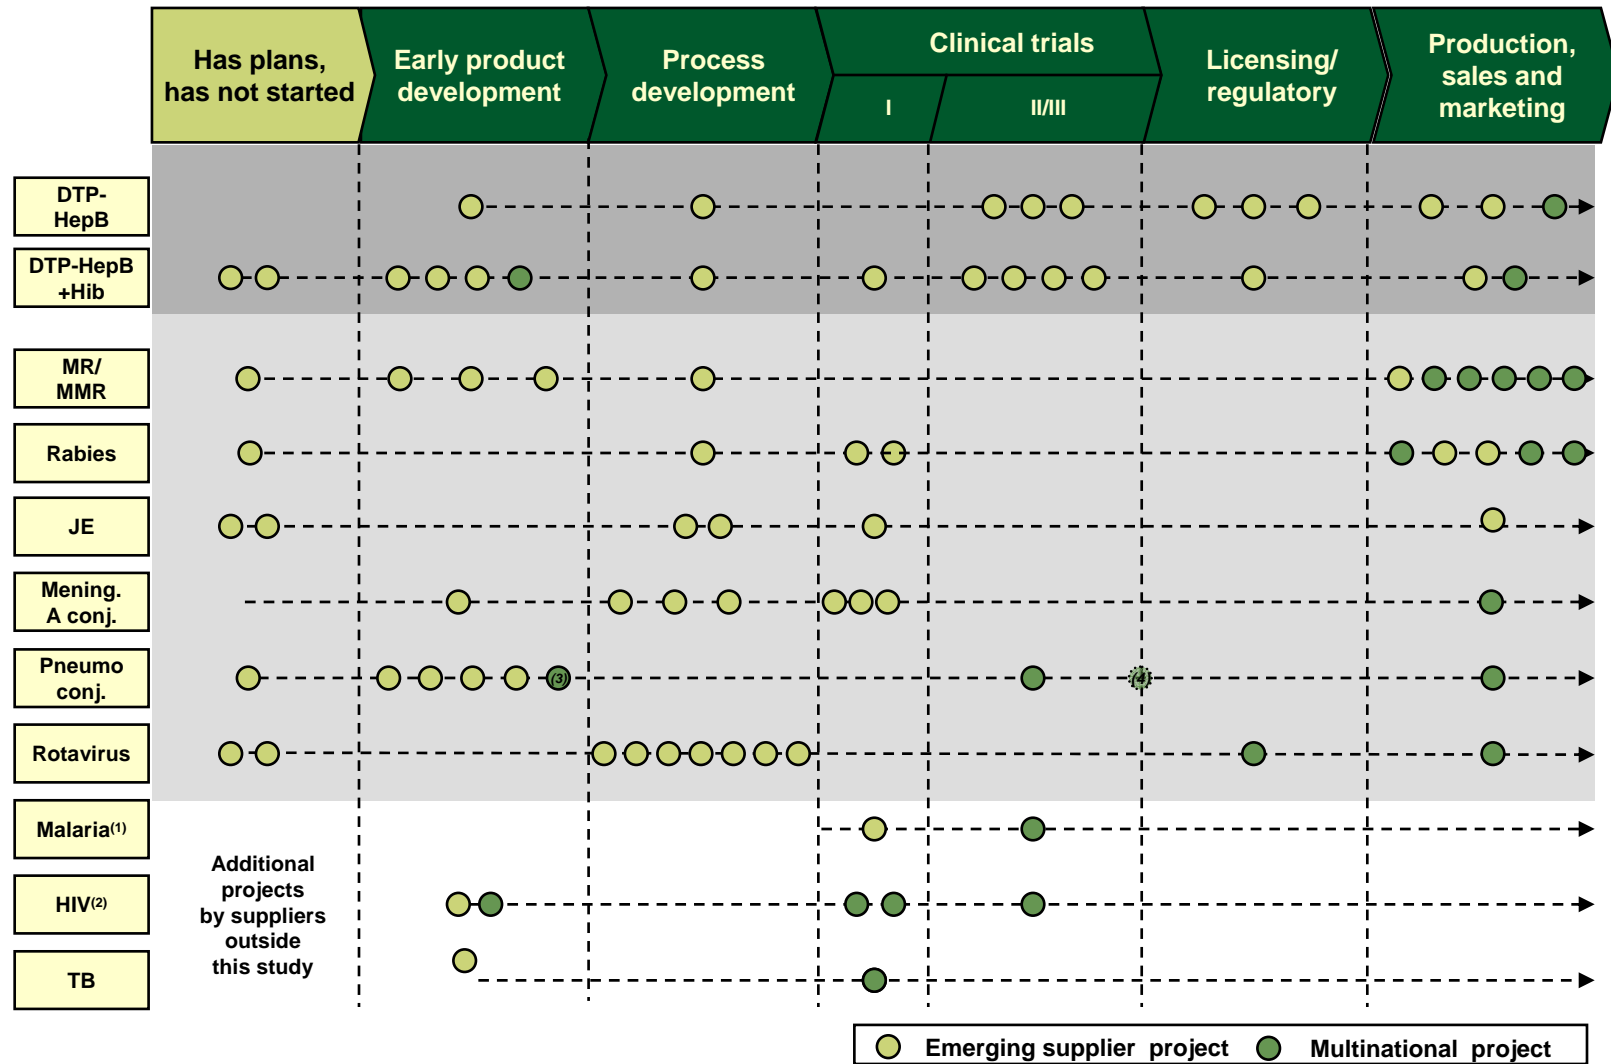 Has plans,
has not started
Early product
development
Process
development
Clinical trials
I
II/III
Licensing/
regulatory
Production,
sales and
marketing
DTP-
HepB
DTP-HepB
+Hib
MR/
MMR
Rabies
JE
Mening.
A conj.
Pneumo
conj.
(3)
(4)
Rotavirus
Malaria(1)
HIV(2)
TB
Additional
projects
by suppliers
outside
this study
Emerging supplier project
Multinational project